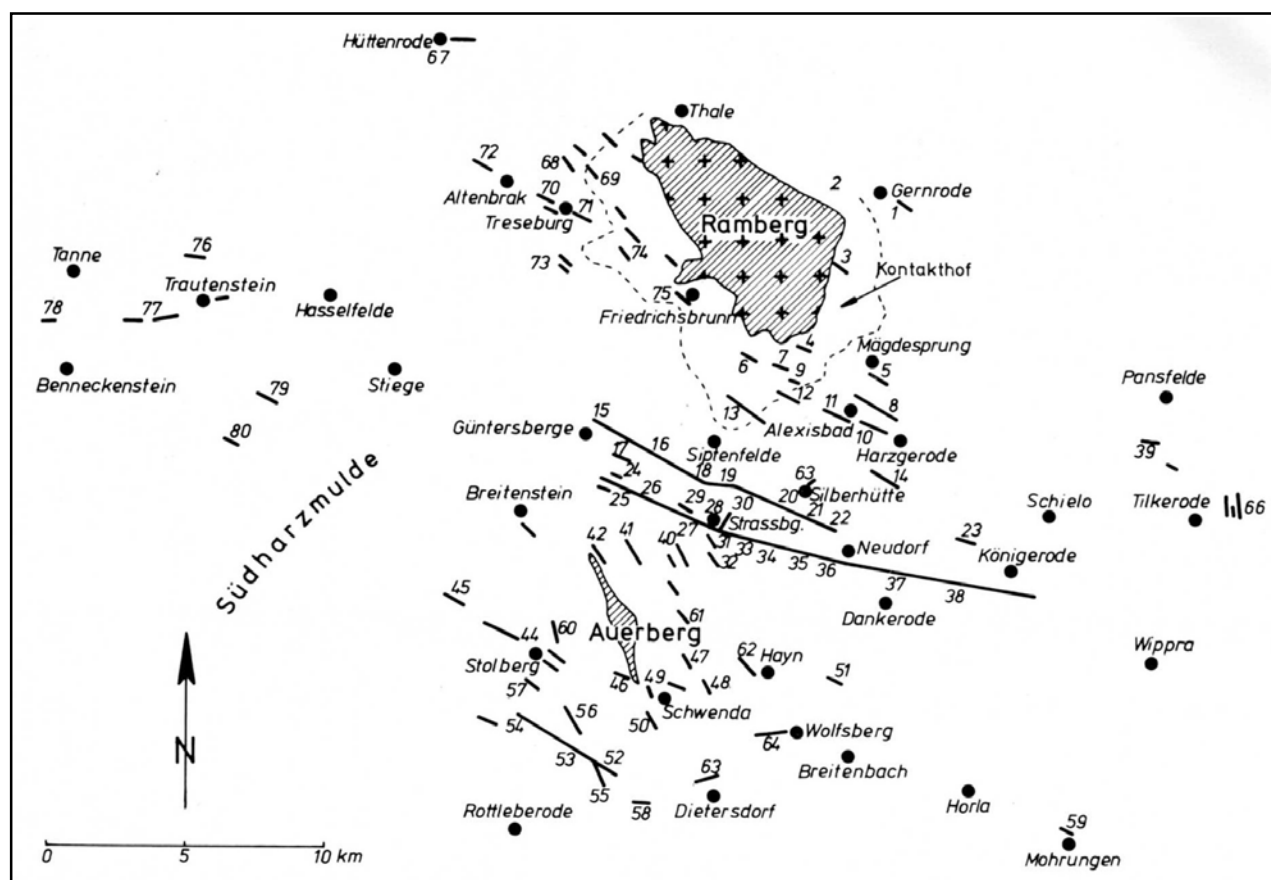 Hüttenrode
67
Thale
72
68
69
Altenbrak
70
71
Treseburg
2
Gernrode
1
Ramberg
76
Tanne
73
74
3
Kontakthof
Trautenstein
78
77
Hasselfelde
75
Friedrichsbrunn
4
Mägdesprung
6
7
9
5
Benneckenstein
79
Stiege
Pansfelde
12
13
11
8
15
Alexisbad
10
80
Güntersberge
16
Siptenfelde
Harzgerode
39
17
18
19
63
14
24
20
Silberhütte
Breitenstein
25
26
29
28
30
21
22
Schielo
Tilkerode
66
Strassbg.
23
42
41
40
27
31
32
33
34
35
36
Neudorf
Königerode
37
38
Südharzmulde
45
61
Dankerode
44
60
Auerberg
Stolberg
47
62
Hayn
51
Wippra
57
46
49
48
Schwenda
54
56
50
64
Wolfsberg
53
52
Breitenbach
N
55
63
58
Dietersdorf
Horla
Rottleberode
59
0
5
10 km
Mohrungen